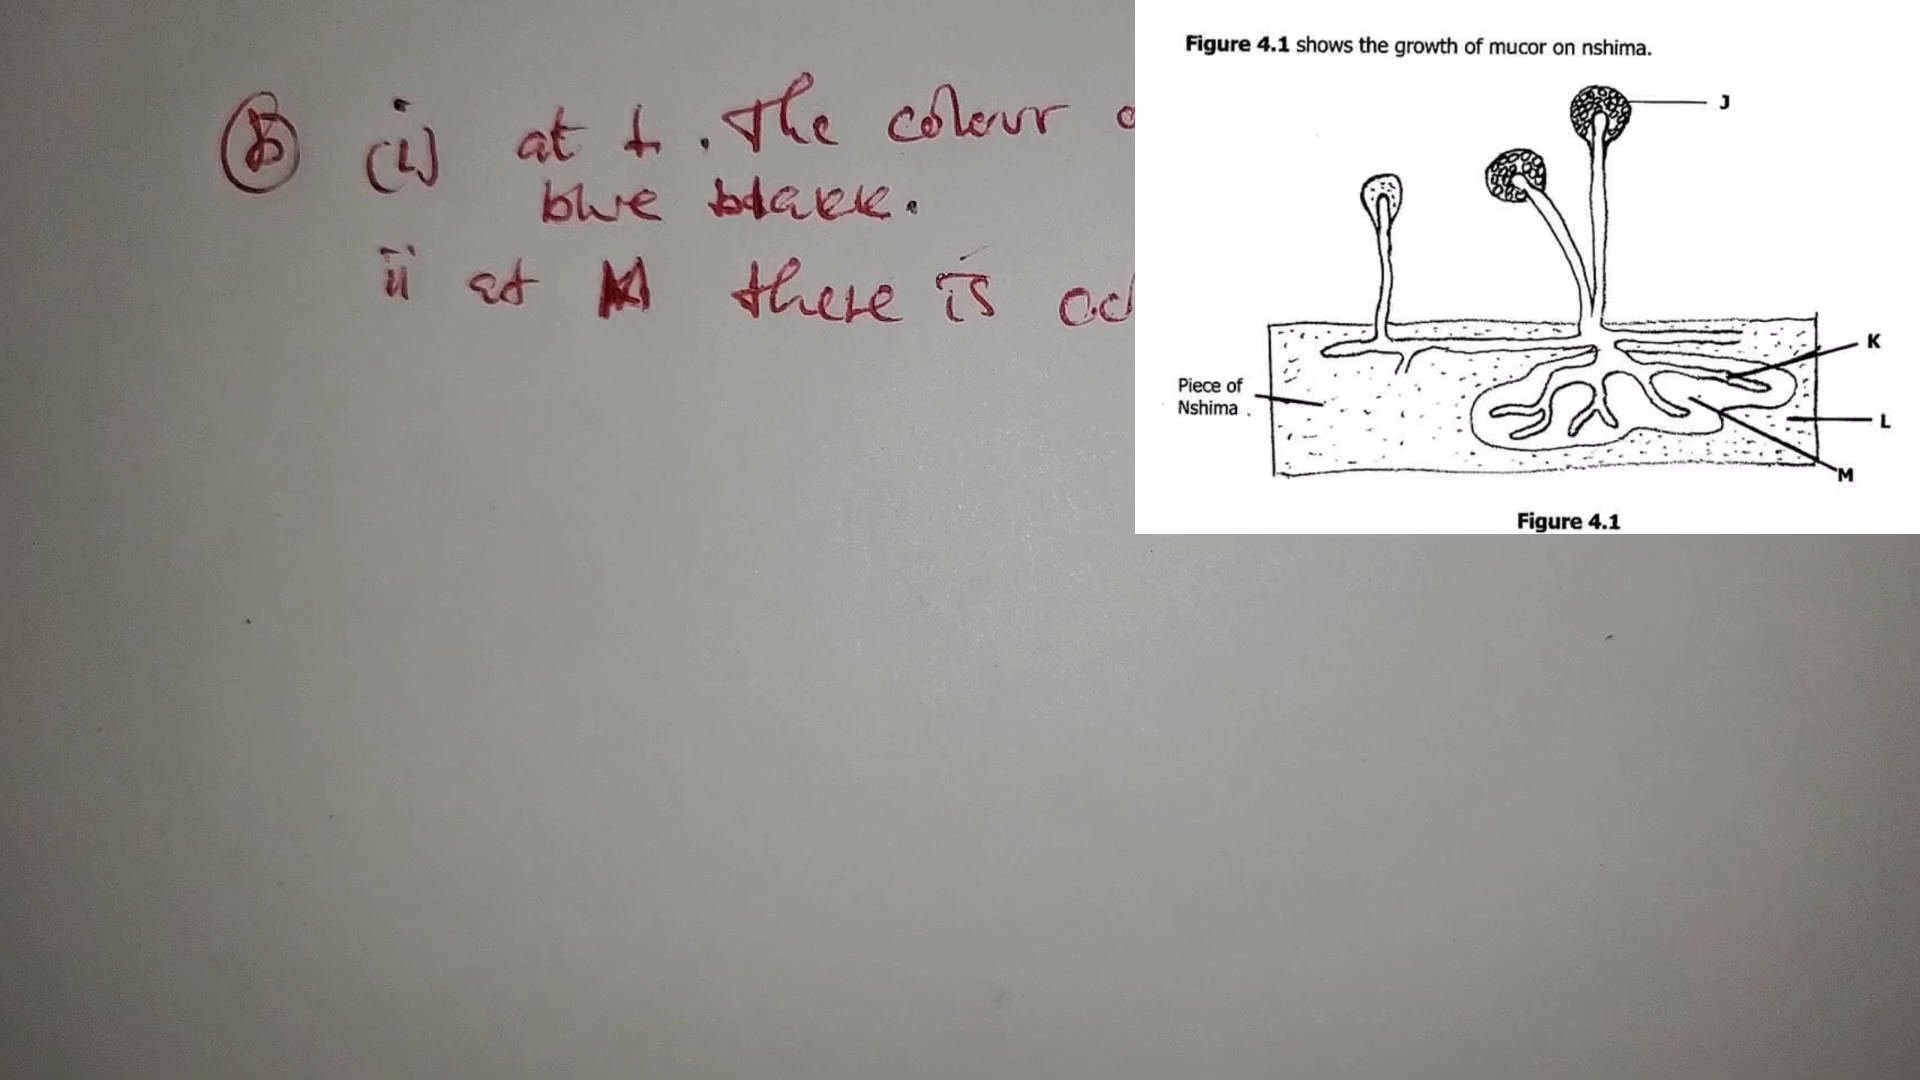 (b) (i) at L. The colour
blue black.
ii at M there is
Figure 4.1 shows the growth of mucor on nshima.
J
K
Piece of
Nshima
L
M
Figure 4.1